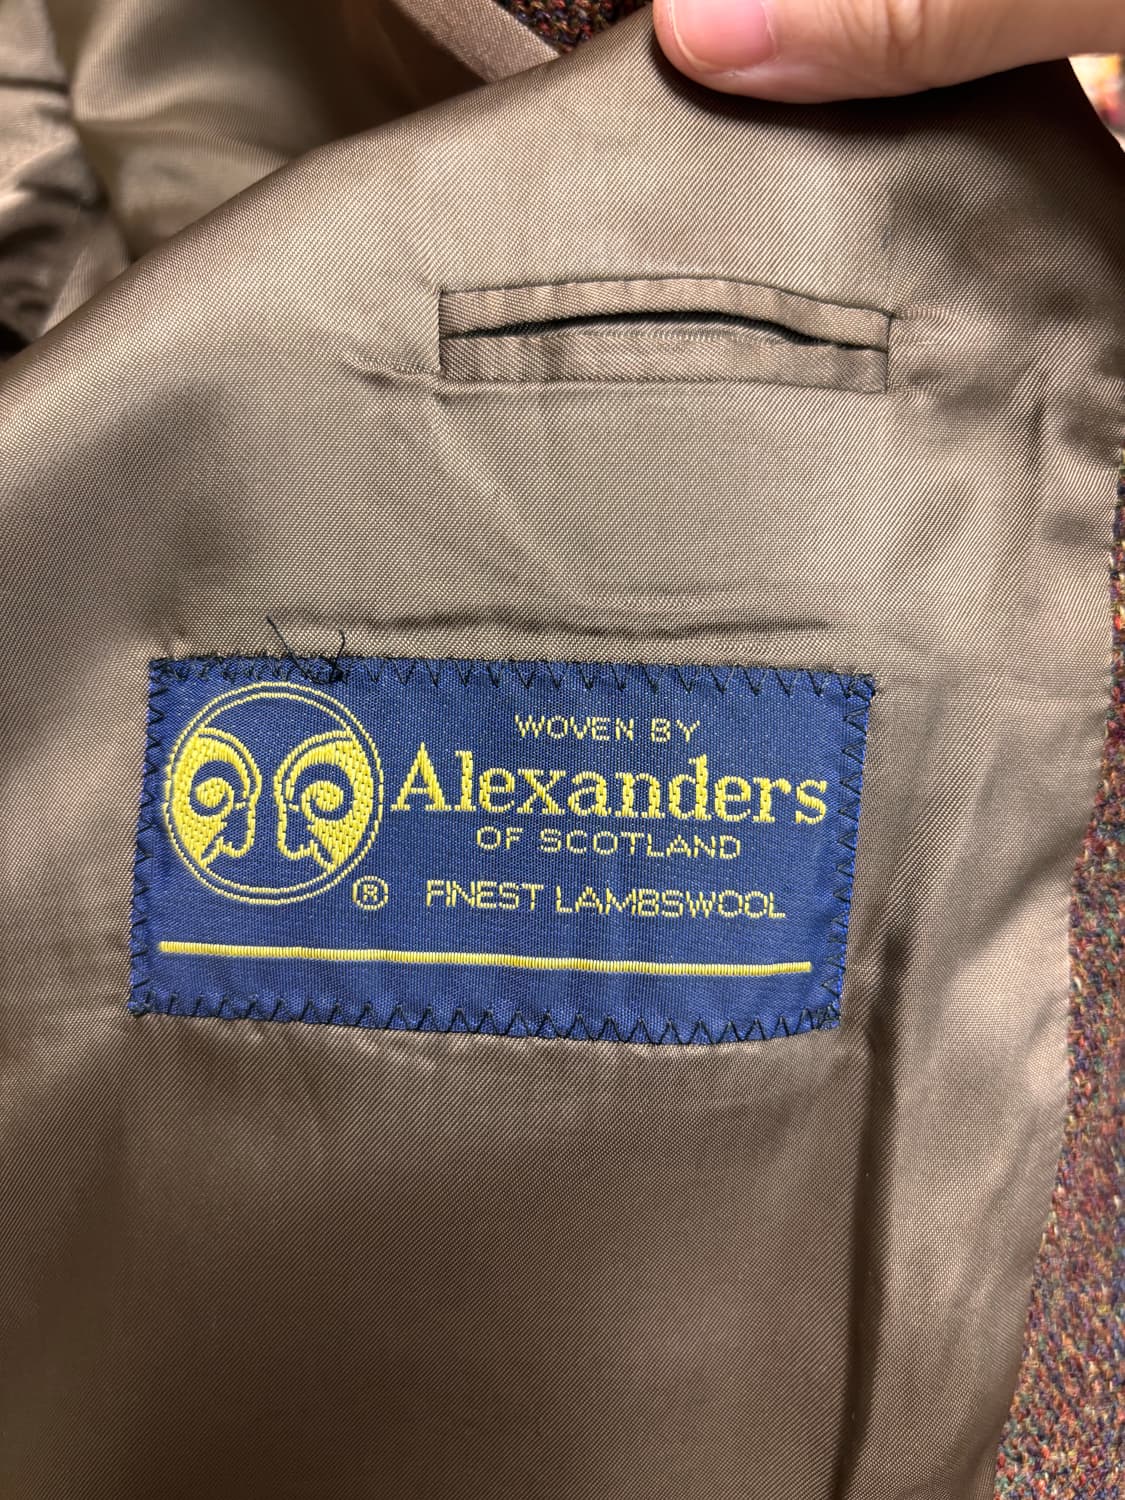 WOVEN BY
Alexanders
OF SCOTLAND
® FINEST LAMBSWOOL